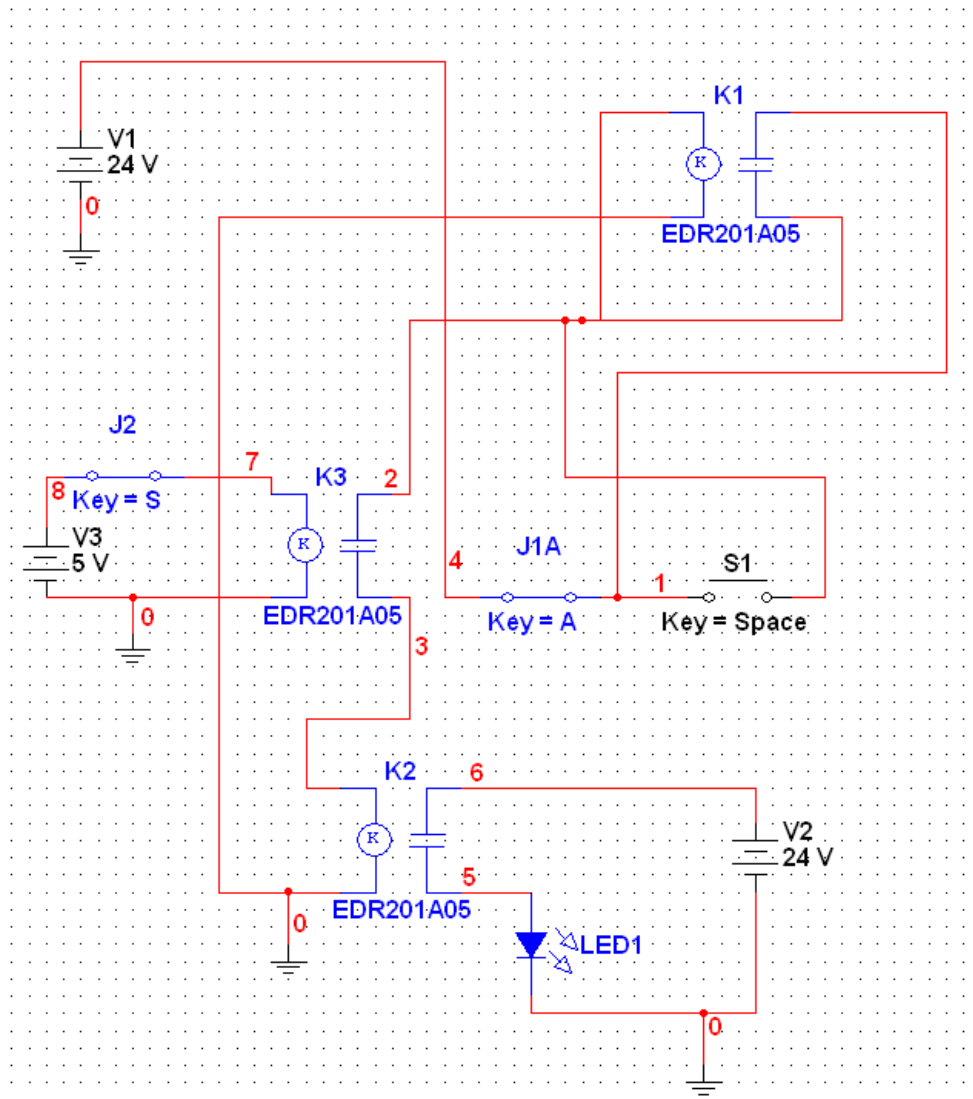 K1
V1
24 V
0
K
EDR201A05
J2
7
K3
2
8
Key = S
V3
5 V
K
4
J1A
S1
1
0
EDR201A05
Key = A
Key = Space
3
K2
6
K
V2
24 V
5
EDR201A05
0
LED1
0